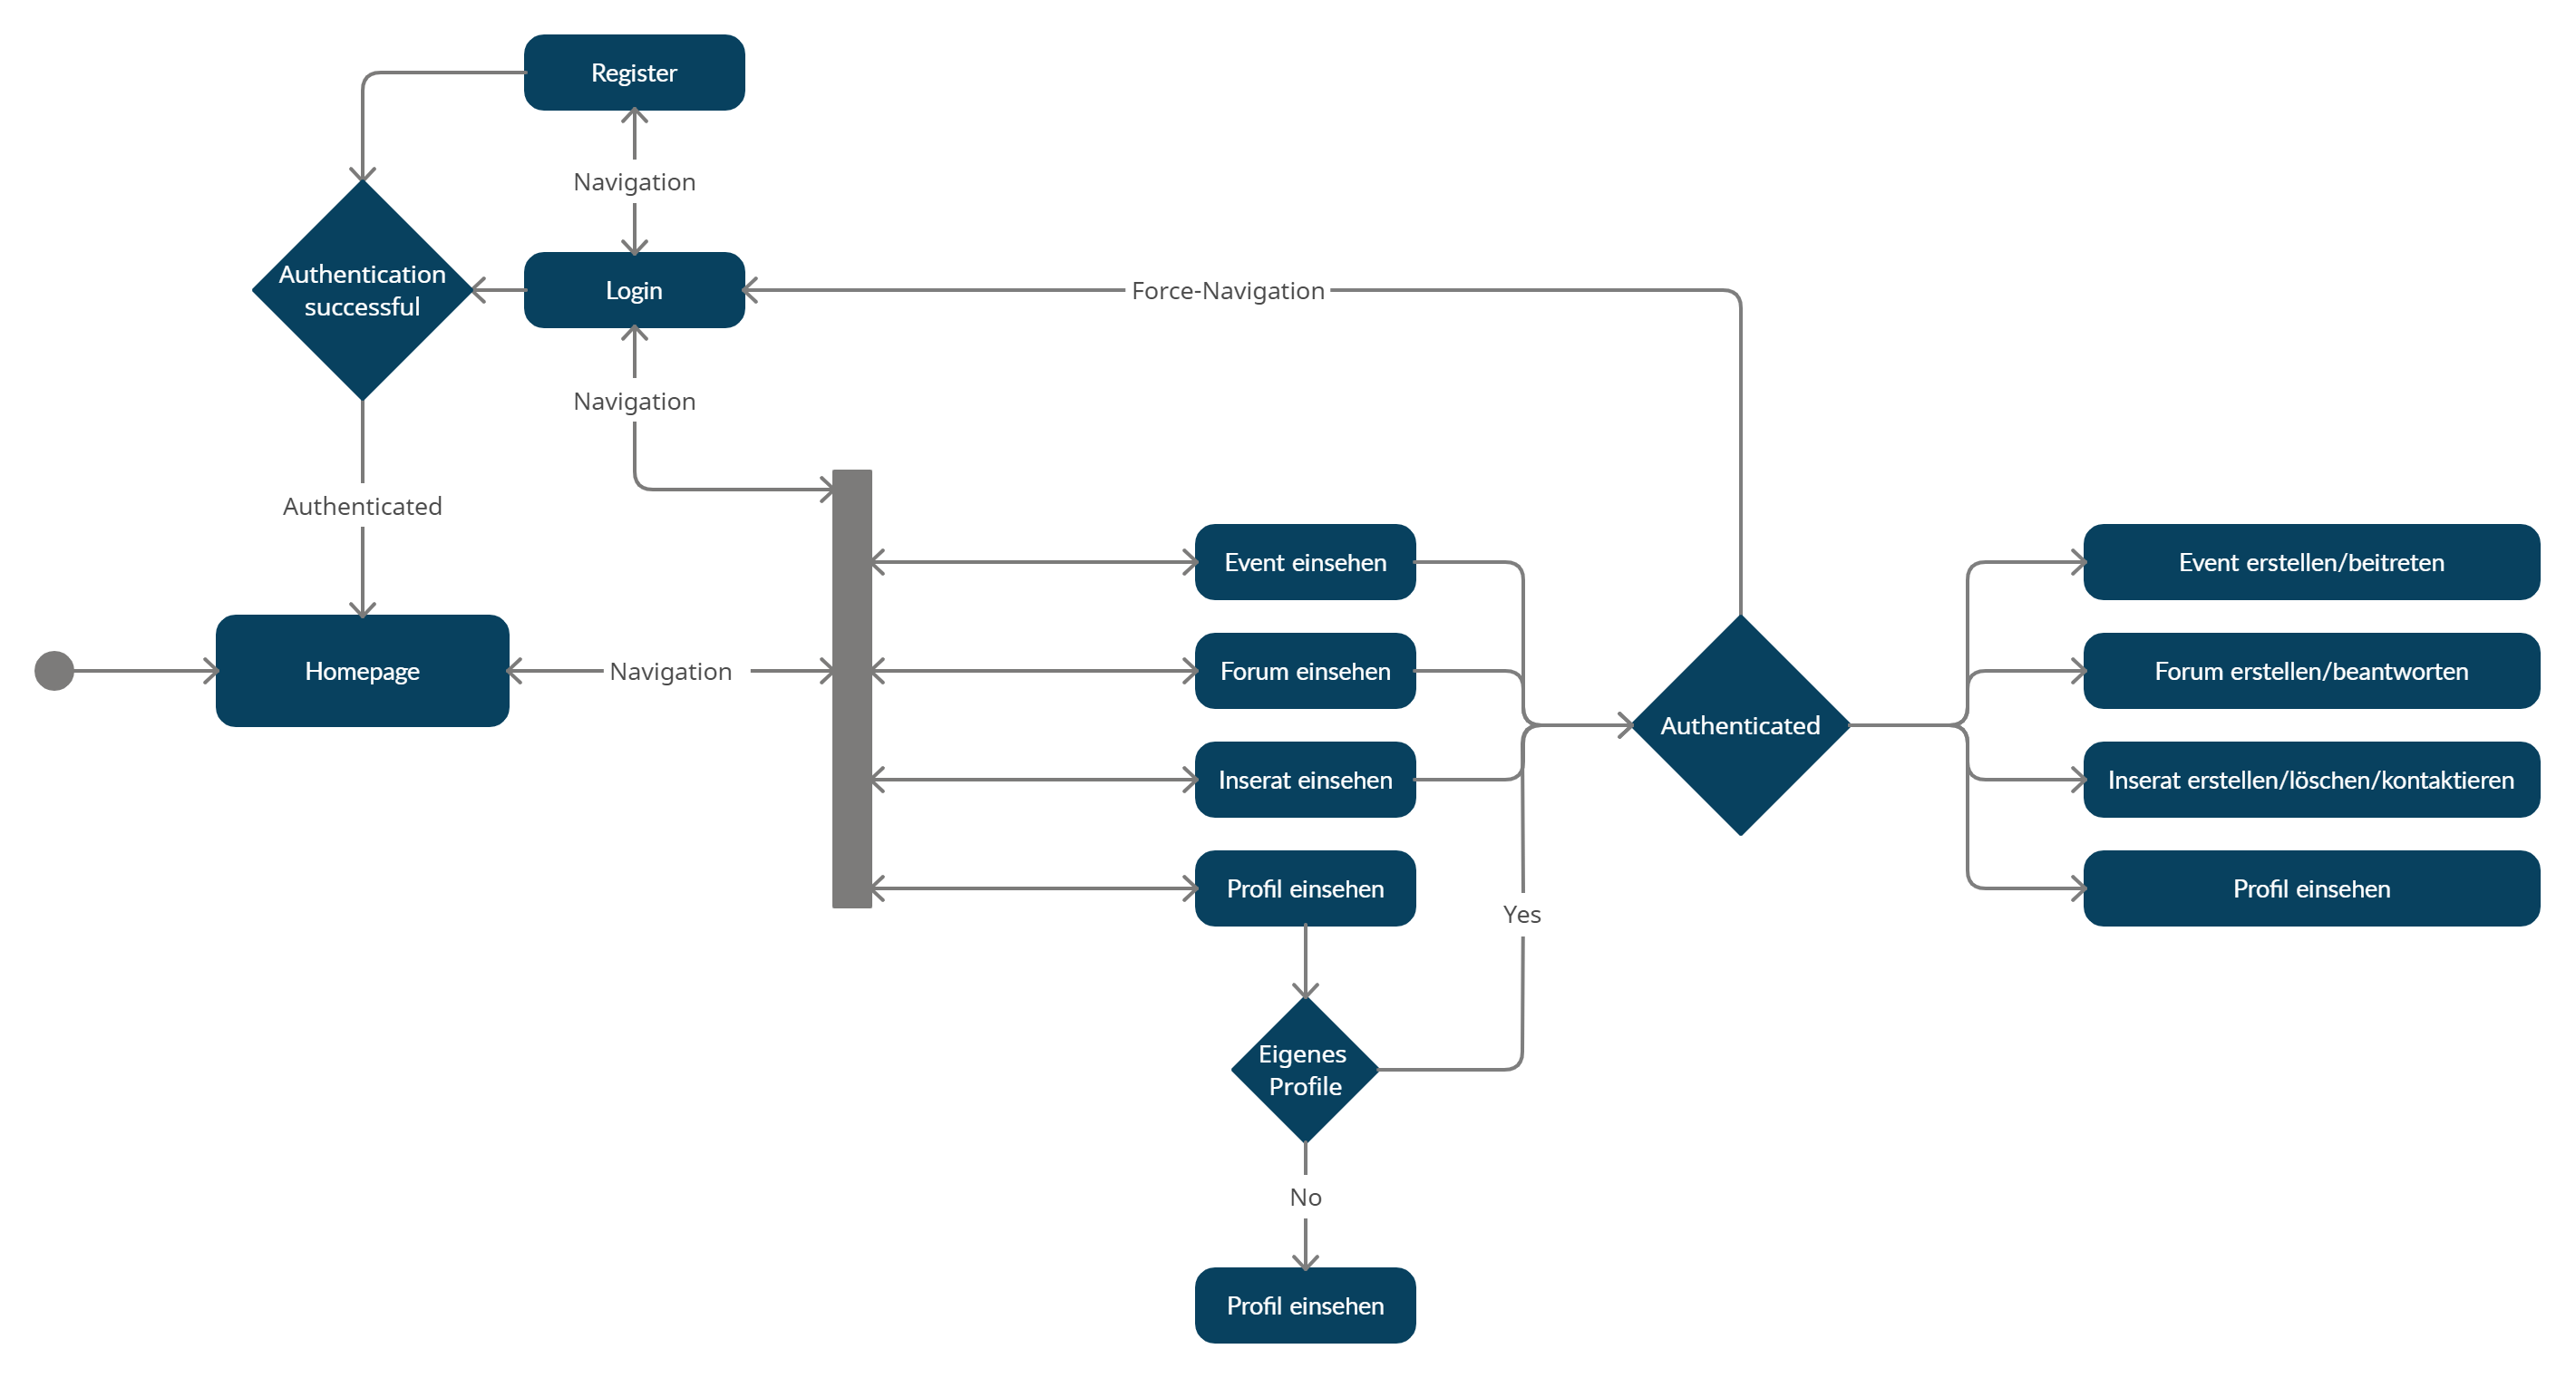 Register
Navigation
Authentication
successful
Login
Force-Navigation
Navigation
Authenticated
Event einsehen
Event erstellen/beitreten
Homepage
Navigation
Forum einsehen
Forum erstellen/beantworten
Authenticated
Inserat einsehen
Inserat erstellen/löschen/kontaktieren
Profil einsehen
Profil einsehen
Yes
Eigenes
Profile
No
Profil einsehen